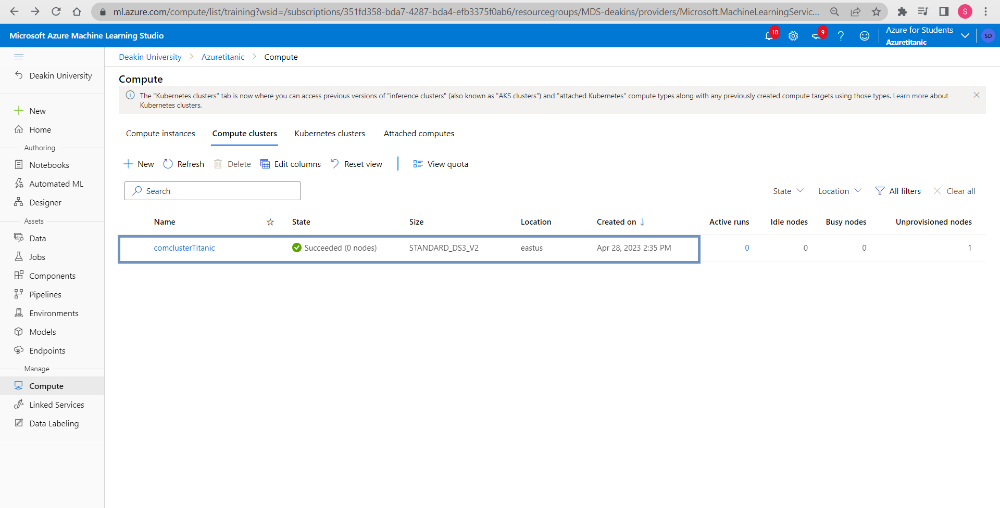 ml.azure.com/compute/list/training?wsid=/subscriptions/351fd358-bda7-4287-bda4-efb3375f0ab6/resourcegroups/MDS-deakins/providers/Microsoft.MachineLearningServic...
S
Microsoft Azure Machine Learning Studio
18
9
Azure for Students
Azuretitanic
SD
Deakin University > Azuretitanic > Compute
Deakin University
New
Home
Authoring
Notebooks
Automated ML
Designer
Assets
Data
Jobs
Components
Pipelines
Environments
Models
Endpoints
Manage
Compute
Linked Services
Data Labeling
Compute
The "Kubernetes clusters" tab is now where you can access previous versions of "inference clusters" (also known as "AKS clusters") and "attached Kubernetes" compute types along with any previously created compute targets using those types. Learn more about
Kubernetes clusters.
Compute instances Compute clusters Kubernetes clusters Attached computes
New Refresh Delete Edit columns Reset view View quota
Search
State Location All filters Clear all
Name State Size Location Created on ↓ Active runs Idle nodes Busy nodes Unprovisioned nodes
comclusterTitanic Succeeded (0 nodes) STANDARD_DS3_V2 eastus Apr 28, 2023 2:35 PM 0 0 0 1